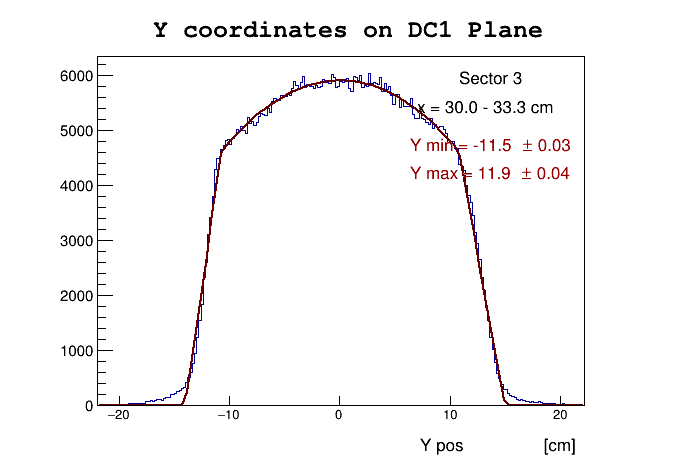 Y coordinates on DC1 Plane
Sector 3
x = 30.0 - 33.3 cm
Y min = -11.5 ± 0.03
Y max = 11.9 ± 0.04
6000
5000
4000
3000
2000
1000
0
−20 −10 0 10 20
Y pos [cm]